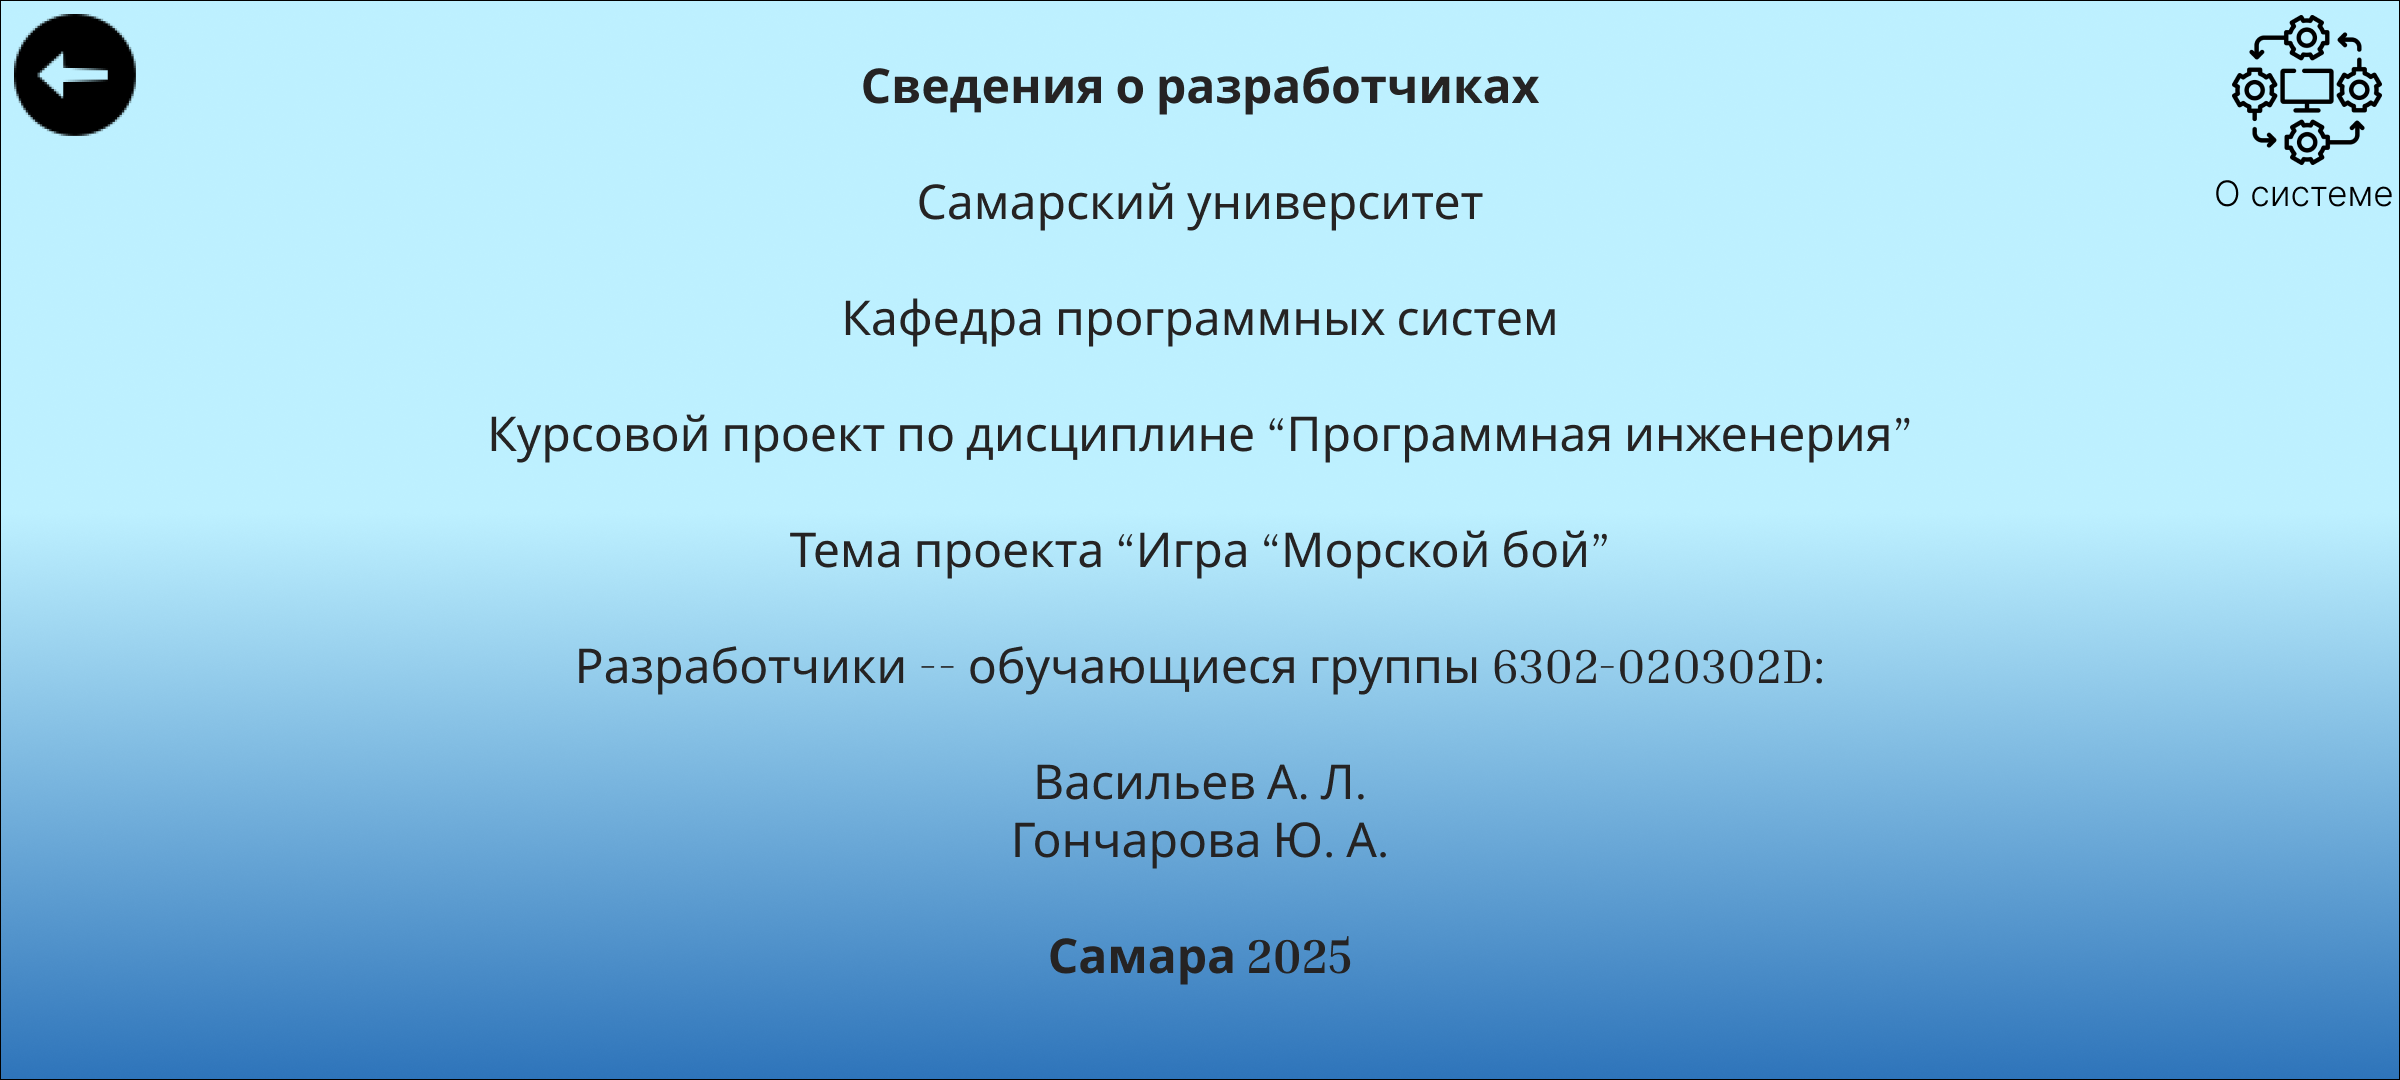 Сведения о разработчиках
О системе
Самарский университет
Кафедра программных систем
Курсовой проект по дисциплине “Программная инженерия”
Тема проекта “Игра “Морской бой”
Разработчики -- обучающиеся группы 6302-020302D:
Васильев А. Л.
Гончарова Ю. А.
Самара 2025